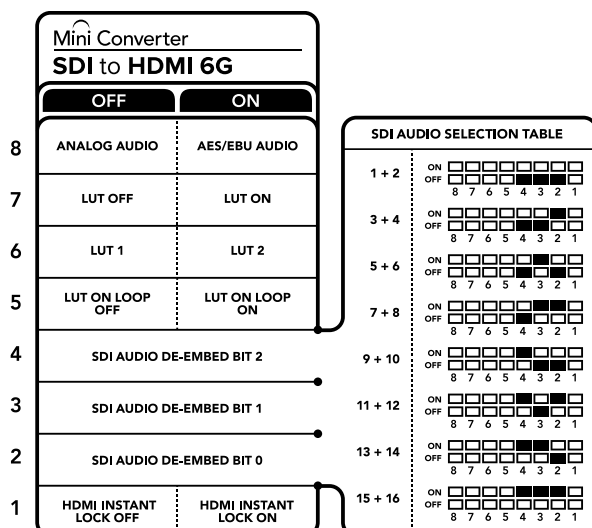 Mini Converter
SDI to HDMI 6G
OFF ON
8 ANALOG AUDIO AES/EBU AUDIO
7 LUT OFF LUT ON
6 LUT 1 LUT 2
5 LUT ON LOOP OFF LUT ON LOOP ON
4 SDI AUDIO DE-EMBED BIT 2
3 SDI AUDIO DE-EMBED BIT 1
2 SDI AUDIO DE-EMBED BIT 0
1 HDMI INSTANT LOCK OFF HDMI INSTANT LOCK ON
SDI AUDIO SELECTION TABLE
1 + 2 ON
OFF
8 7 6 5 4 3 2 1
3 + 4 ON
OFF
8 7 6 5 4 3 2 1
5 + 6 ON
OFF
8 7 6 5 4 3 2 1
7 + 8 ON
OFF
8 7 6 5 4 3 2 1
9 + 10 ON
OFF
8 7 6 5 4 3 2 1
11 + 12 ON
OFF
8 7 6 5 4 3 2 1
13 + 14 ON
OFF
8 7 6 5 4 3 2 1
15 + 16 ON
OFF
8 7 6 5 4 3 2 1